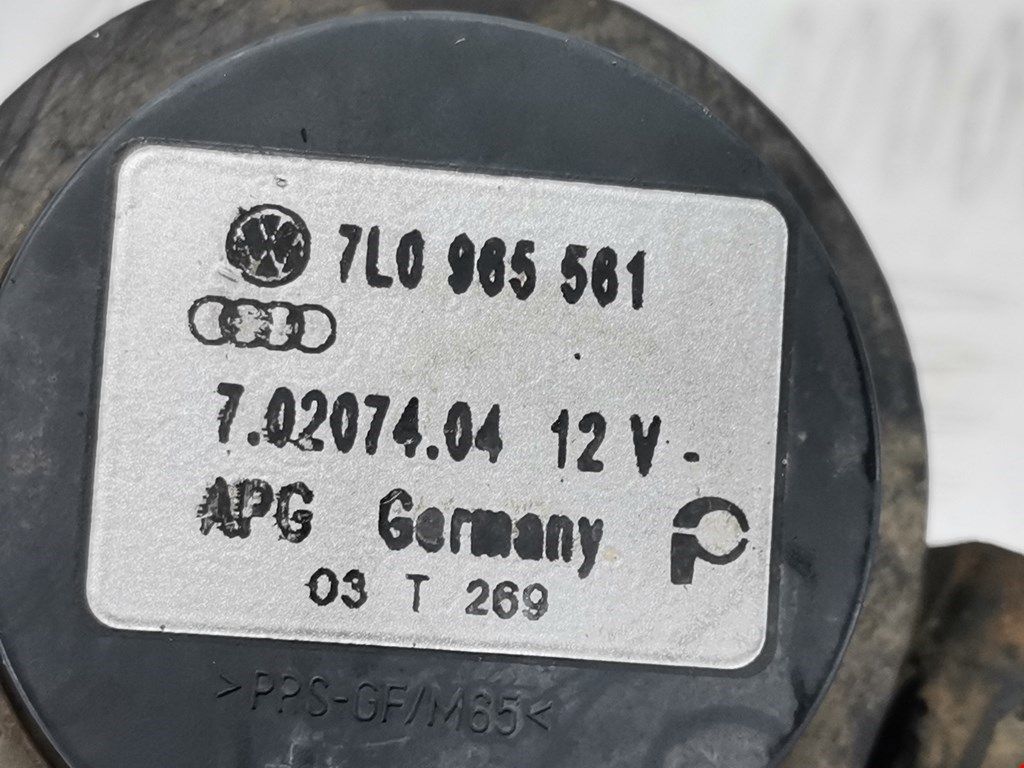 7L0 965 561
7.02074.04 12 V -
APG Germany
03 T 269
>PPS-GF/M65<